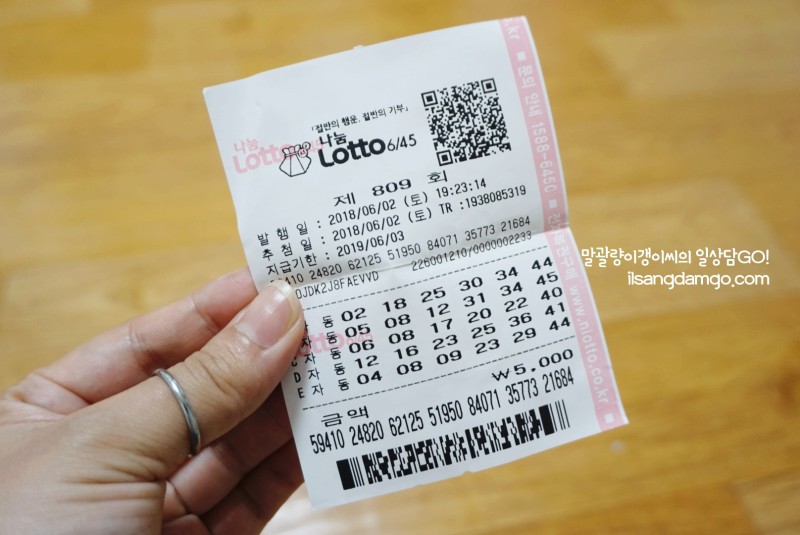 「절반의 행운, 절반의 기부」
나눔
Lotto
나눔
Lotto 6/45
제 809 회
발 행 일 : 2018/06/02 (토) 19:23:14
추 첨 일 : 2018/06/02 (토) TR : 1938085319
지급기한 : 2019/06/03
59410 24820 62125 51950 84071 35773 21684
0JDK2J8FAEVVD 226001210/0000002233
자 동 02 18 25 30 34 44
자 동 05 08 12 31 34 45
C 자 동 06 08 17 20 22 40
D 자 동 12 16 23 25 36 41
E 자 동 04 08 09 23 29 44
금액 ₩5,000
59410 24820 62125 51950 84071 35773 21684
.kr ■ 문의 안내 1588-6450 ■
www.nlotto.co.kr ■
말괄량이갱이씨의 일상담GO!
ilsangdamgo.com